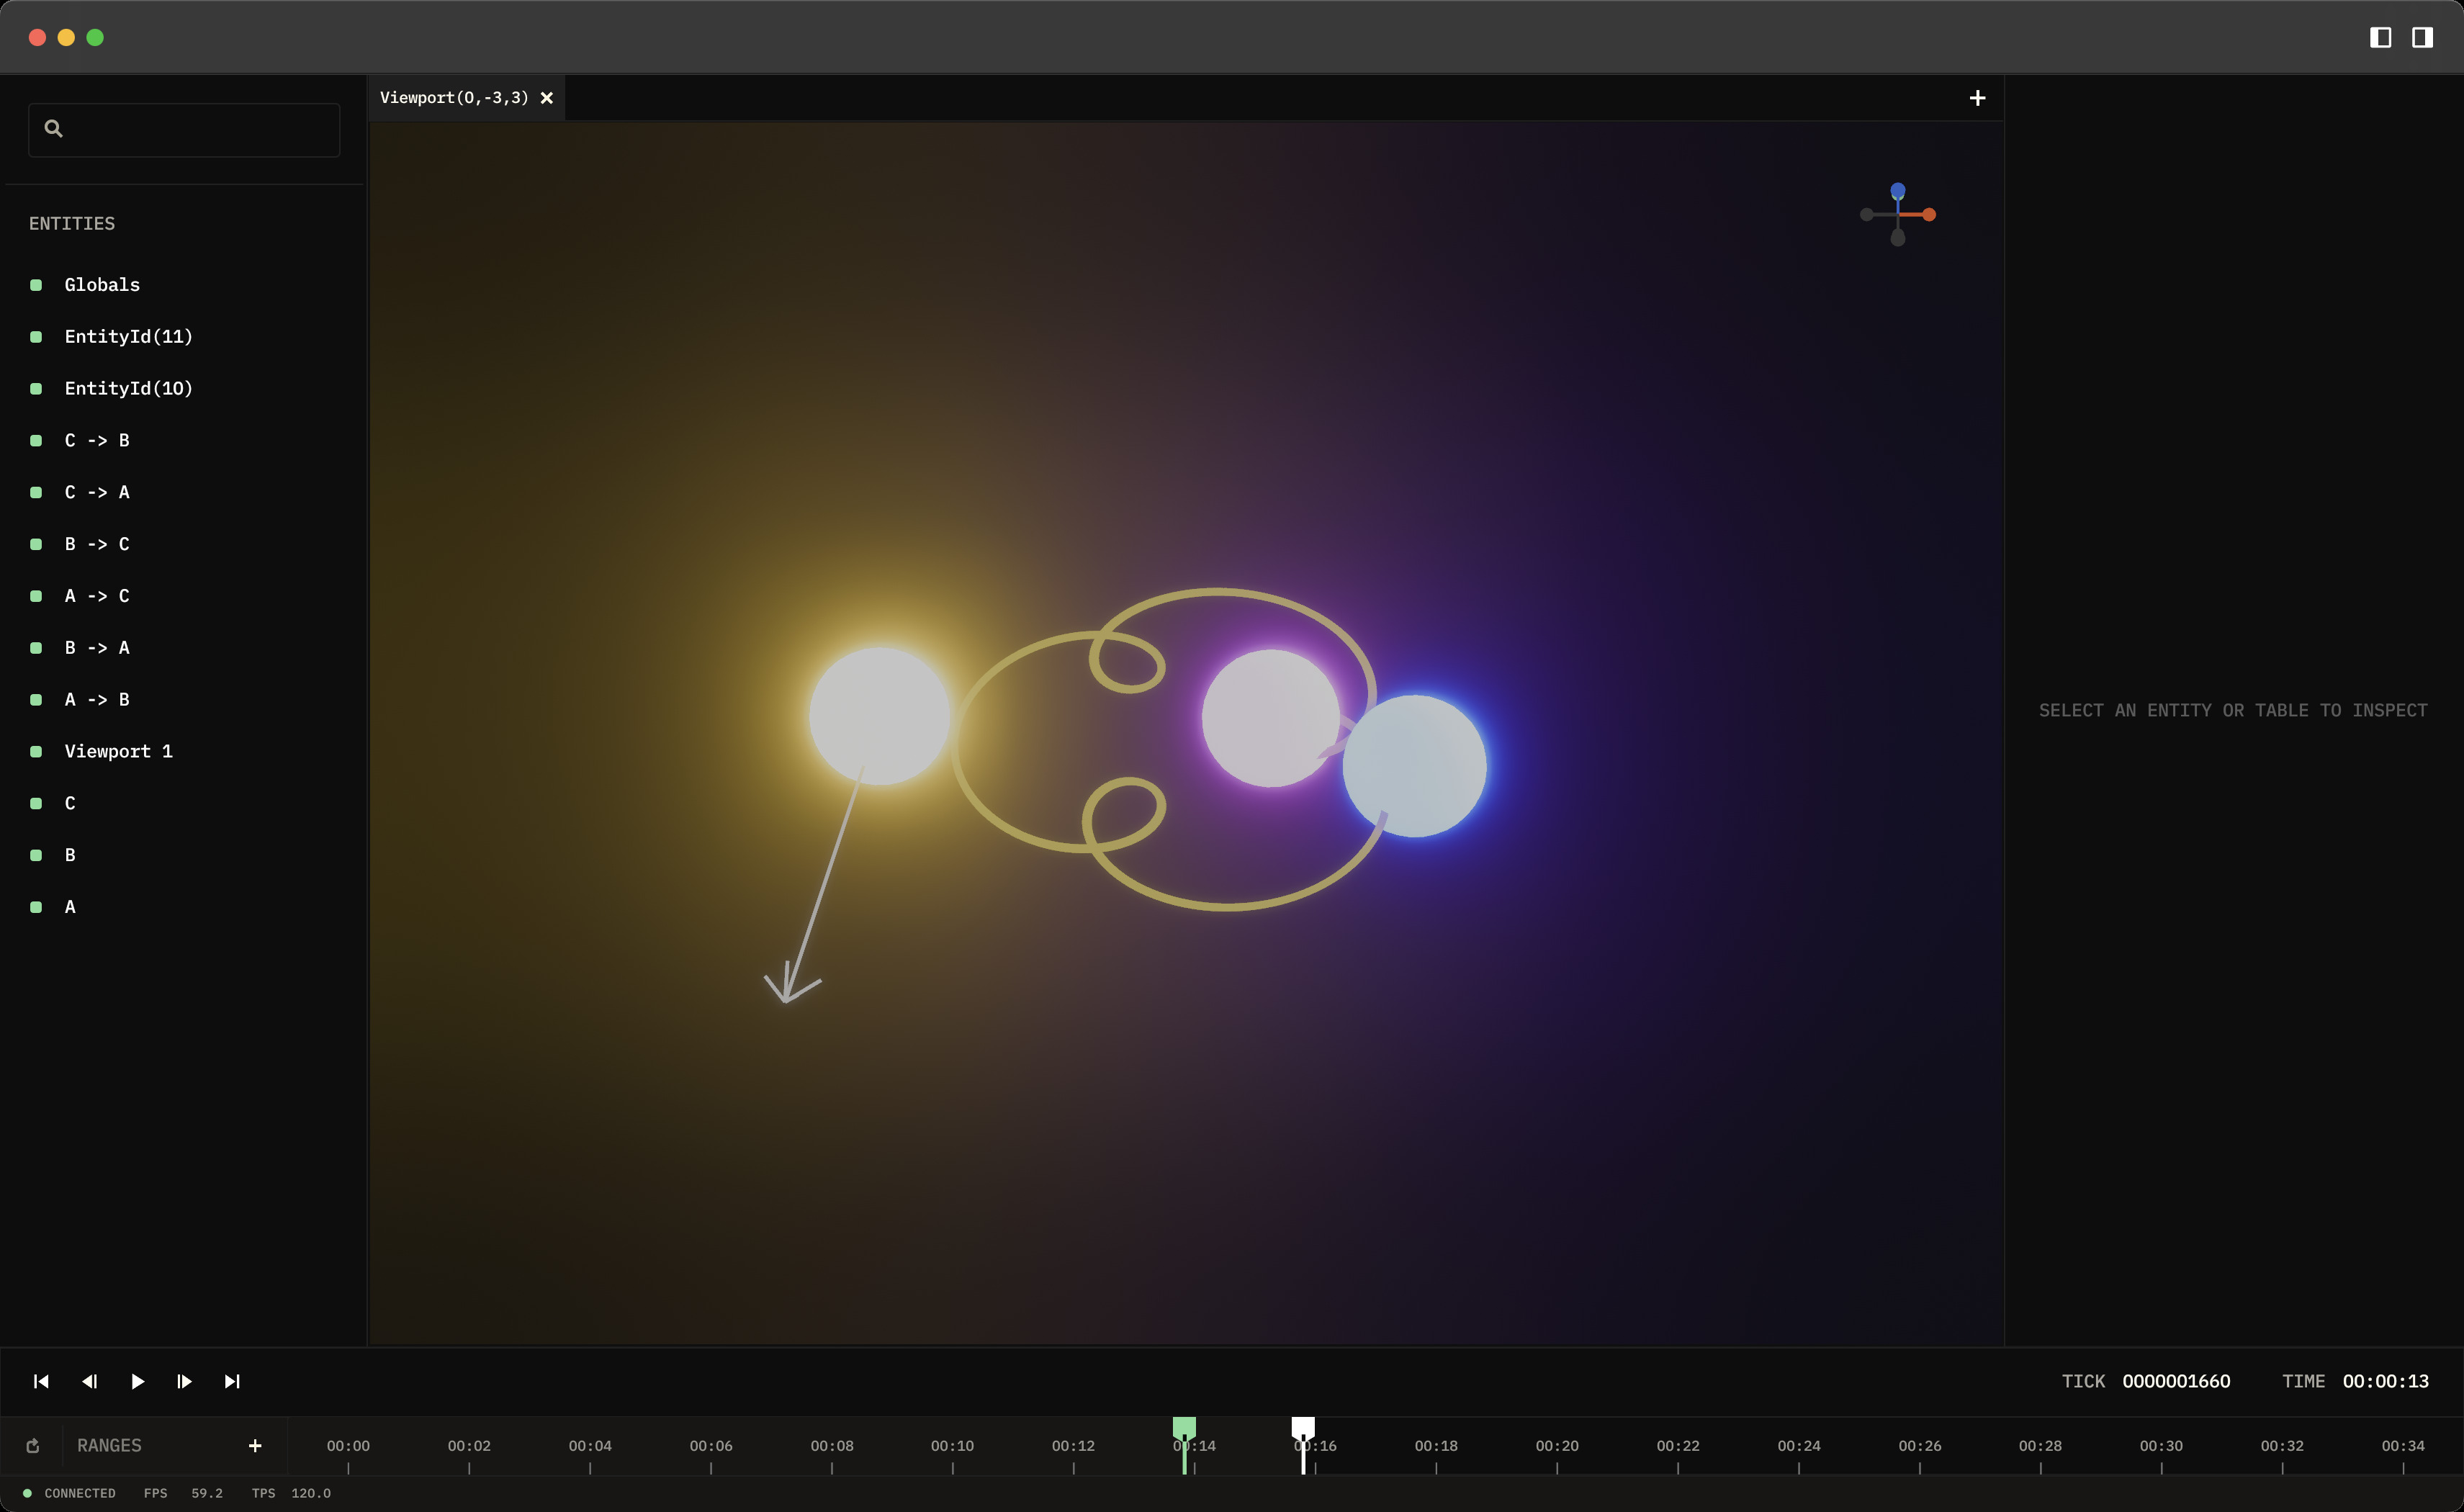 Viewport(0,-3,3)
ENTITIES
Globals
EntityId(11)
EntityId(10)
C -> B
C -> A
B -> C
A -> C
B -> A
A -> B
Viewport 1
C
B
A
SELECT AN ENTITY OR TABLE TO INSPECT
TICK 0000001660 TIME 00:00:13
RANGES 00:00 00:02 00:04 00:06 00:08 00:10 00:12 00:14 00:16 00:18 00:20 00:22 00:24 00:26 00:28 00:30 00:32 00:34
CONNECTED FPS 59.2 TPS 120.0